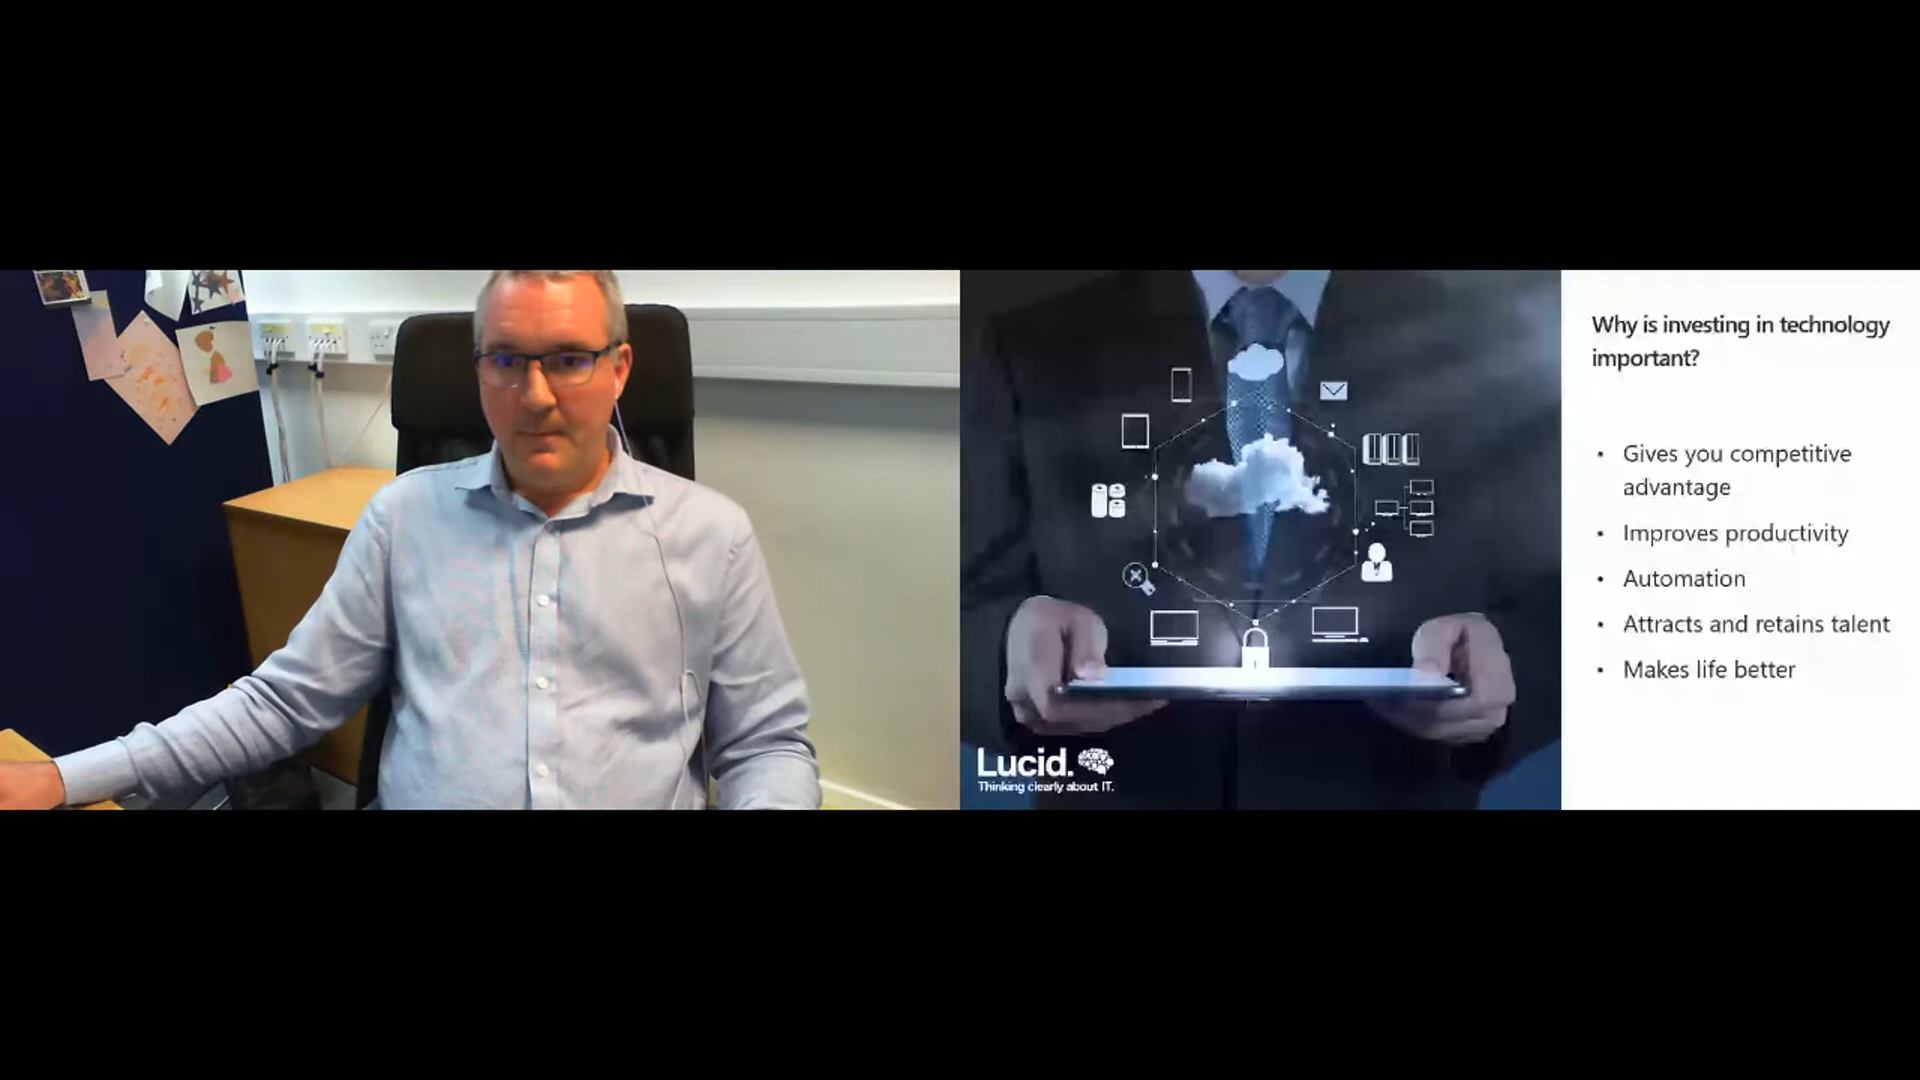 Why is investing in technology
important?
• Gives you competitive
advantage
• Improves productivity
• Automation
• Attracts and retains talent
• Makes life better
Lucid.
Thinking clearly about IT.